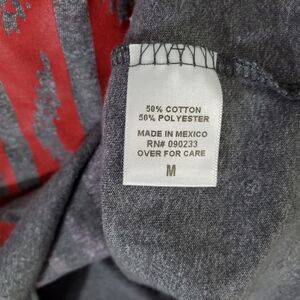 50% COTTON
50% POLYESTER
MADE IN MEXICO
RN# 090233
OVER FOR CARE
M